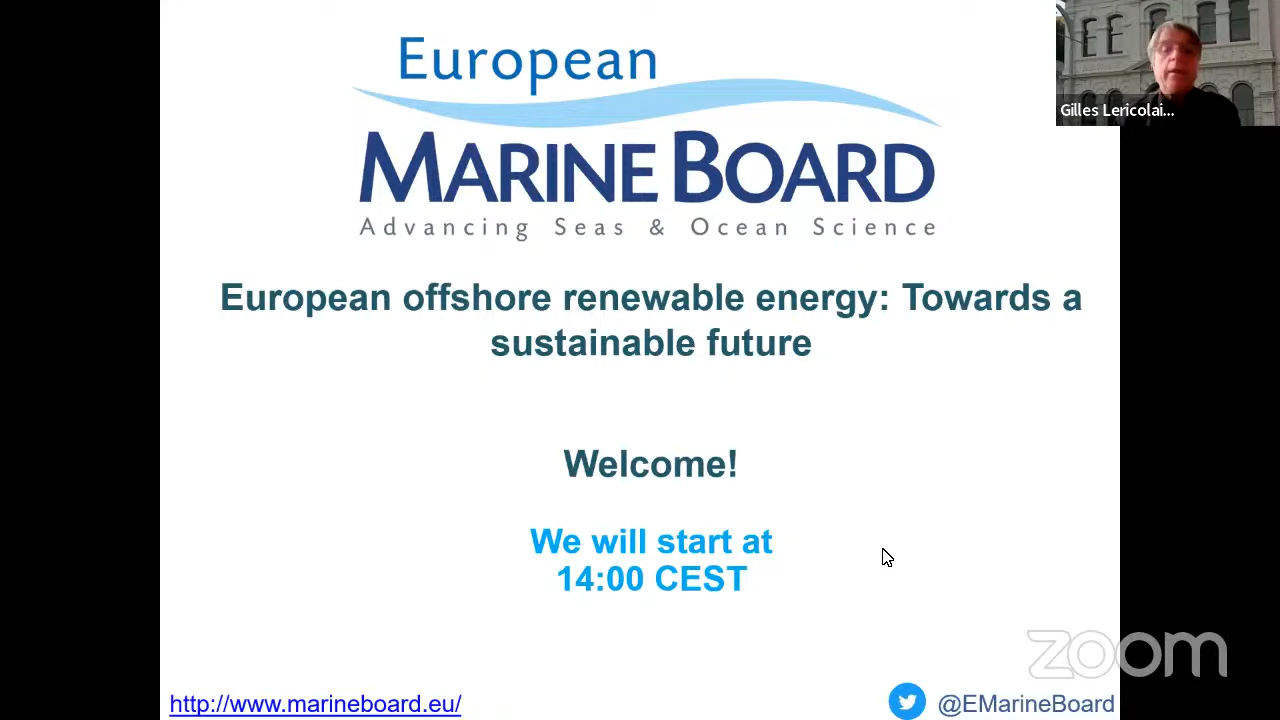 European
MARINE BOARD
Advancing Seas & Ocean Science
Gilles Lericolai...
European offshore renewable energy: Towards a
sustainable future
Welcome!
We will start at
14:00 CEST
zoom
http://www.marineboard.eu/
@EMarineBoard